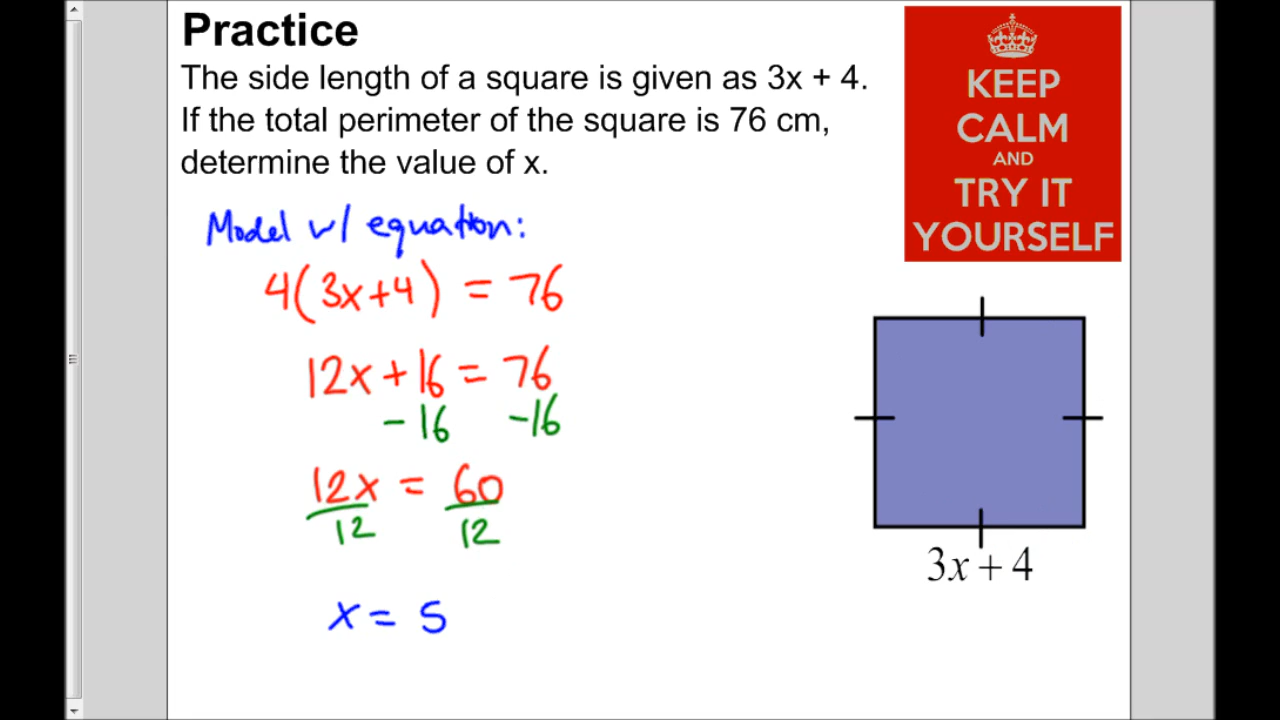 Practice
The side length of a square is given as 3x + 4.
If the total perimeter of the square is 76 cm,
determine the value of x.
KEEP
CALM
AND
TRY IT
YOURSELF
Model w/ equation:
4(3x+4) = 76
12x + 16 = 76
- 16 -16
12x = 60
12 12
x = 5
3x + 4